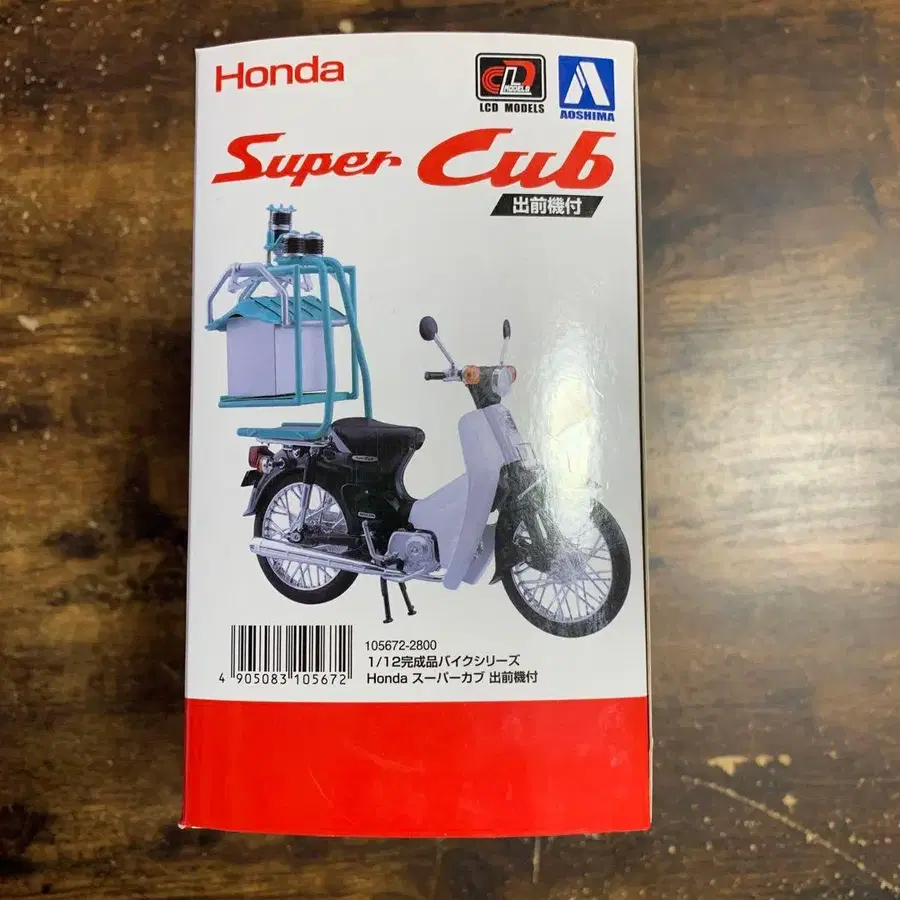 Honda
LCD MODELS
AOSHIMA
Super Cub
出前機付
105672-2800
1/12完成品バイクシリーズ
Honda スーパーカブ 出前機付
4 905083 105672